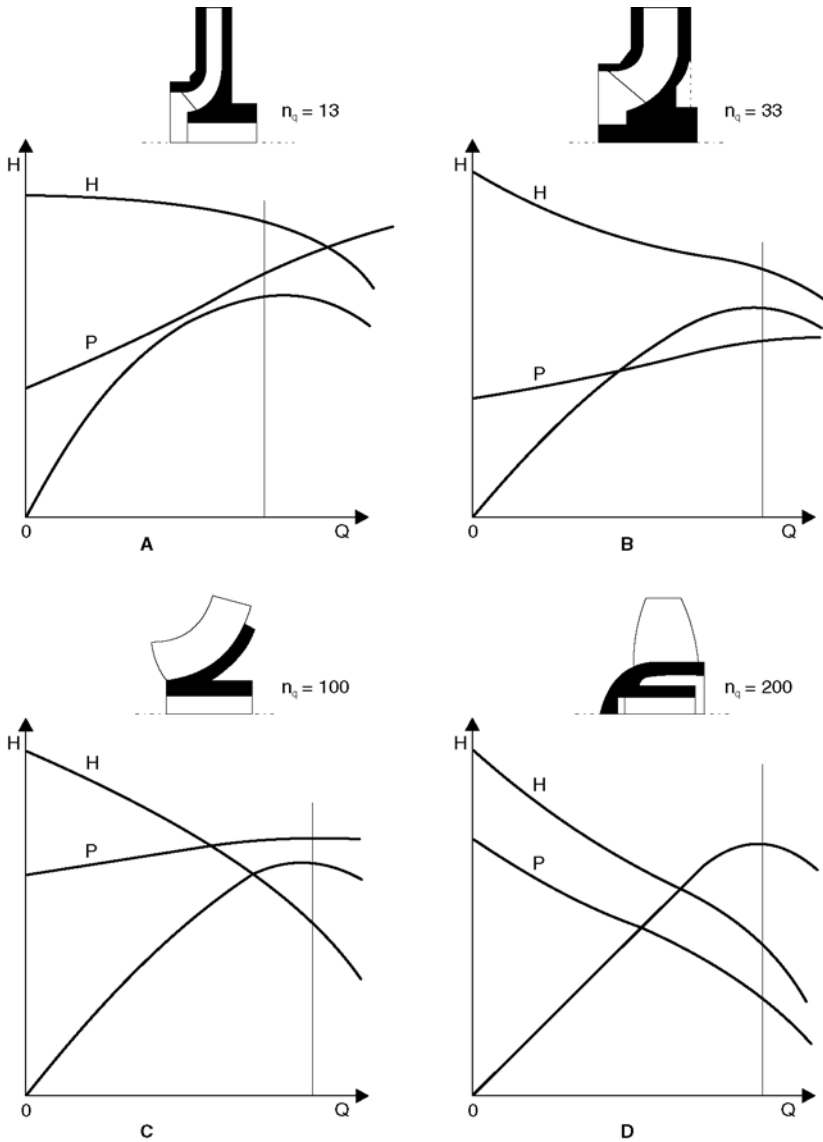 n_q = 13
H
H
P
0
Q
A
n_q = 33
H
H
P
0
Q
B
n_q = 100
H
H
P
0
Q
C
n_q = 200
H
H
P
0
Q
D